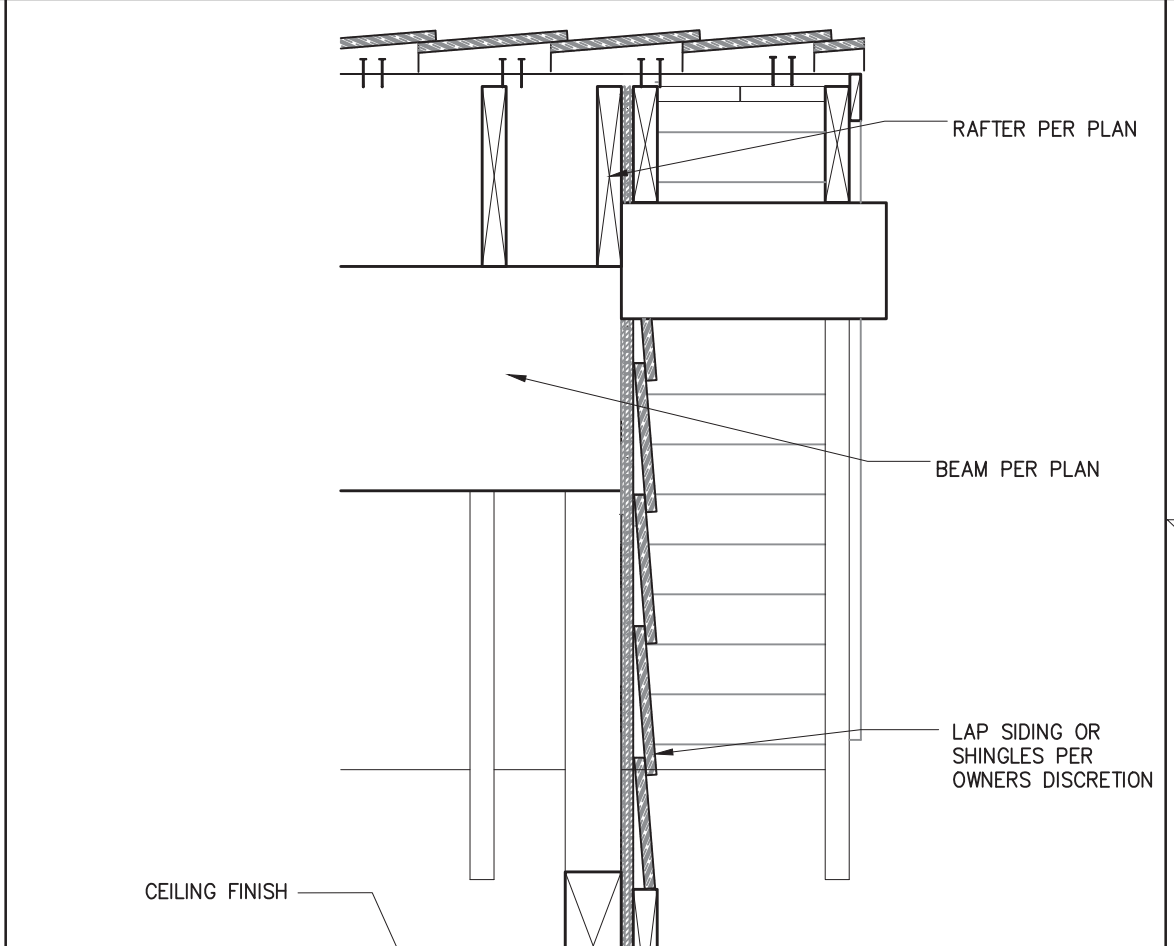 RAFTER PER PLAN
BEAM PER PLAN
LAP SIDING OR
SHINGLES PER
OWNERS DISCRETION
CEILING FINISH